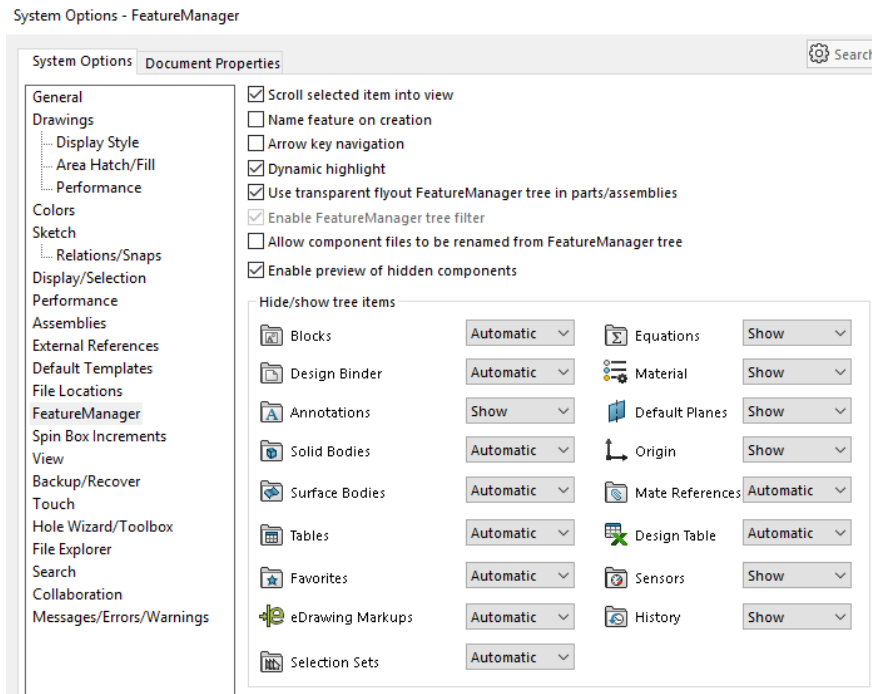 System Options - FeatureManager
System Options
Document Properties
Search
General
Drawings
Display Style
Area Hatch/Fill
Performance
Colors
Sketch
Relations/Snaps
Display/Selection
Performance
Assemblies
External References
Default Templates
File Locations
FeatureManager
Spin Box Increments
View
Backup/Recover
Touch
Hole Wizard/Toolbox
File Explorer
Search
Collaboration
Messages/Errors/Warnings
Scroll selected item into view
Name feature on creation
Arrow key navigation
Dynamic highlight
Use transparent flyout FeatureManager tree in parts/assemblies
Enable FeatureManager tree filter
Allow component files to be renamed from FeatureManager tree
Enable preview of hidden components
Hide/show tree items
Blocks Automatic Equations Show
Design Binder Automatic Material Show
Annotations Show Default Planes Show
Solid Bodies Automatic Origin Show
Surface Bodies Automatic Mate References Automatic
Tables Automatic Design Table Automatic
Favorites Automatic Sensors Show
eDrawing Markups Automatic History Show
Selection Sets Automatic